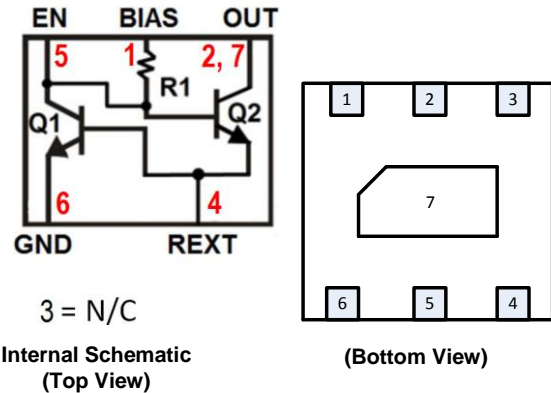 EN BIAS OUT
5 1 2, 7
R1
Q1 Q2
6 4
GND REXT
3 = N/C
Internal Schematic
(Top View)
1 2 3
7
6 5 4
(Bottom View)